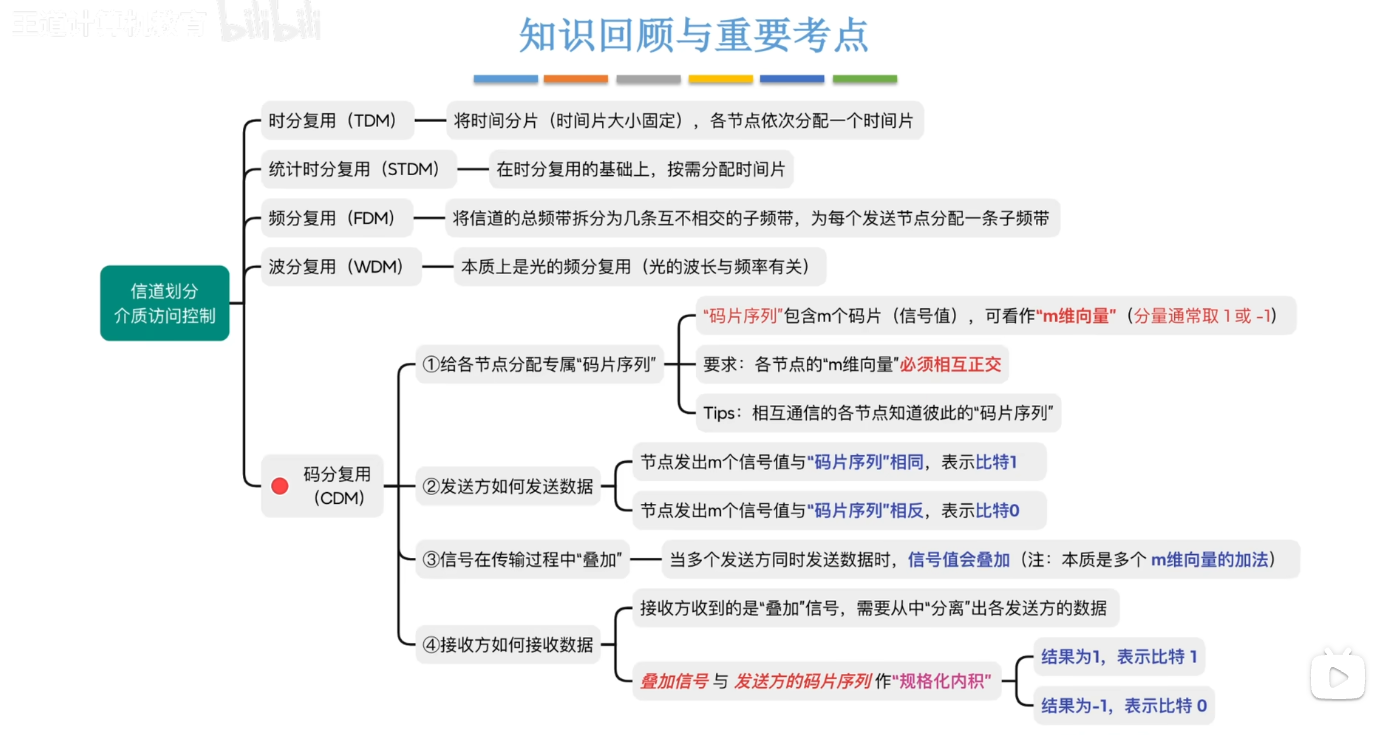 王道计算机教育 bilibili
知识回顾与重要考点
时分复用（TDM）
将时间分片（时间片大小固定），各节点依次分配一个时间片
统计时分复用（STDM）
在时分复用的基础上，按需分配时间片
频分复用（FDM）
将信道的总频带拆分为几条互不相交的子频带，为每个发送节点分配一条子频带
波分复用（WDM）
本质上是光的频分复用（光的波长与频率有关）
信道划分
介质访问控制
“码片序列”包含m个码片（信号值），可看作“m维向量”（分量通常取 1 或 -1）
①给各节点分配专属“码片序列”
要求：各节点的“m维向量”必须相互正交
Tips：相互通信的各节点知道彼此的“码片序列”
码分复用
（CDM）
②发送方如何发送数据
节点发出m个信号值与“码片序列”相同，表示比特1
节点发出m个信号值与“码片序列”相反，表示比特0
③信号在传输过程中“叠加”
当多个发送方同时发送数据时，信号值会叠加（注：本质是多个 m维向量的加法）
④接收方如何接收数据
接收方收到的是“叠加”信号，需要从中“分离”出各发送方的数据
叠加信号 与 发送方的码片序列 作“规格化内积”
结果为1，表示比特 1
结果为-1，表示比特 0